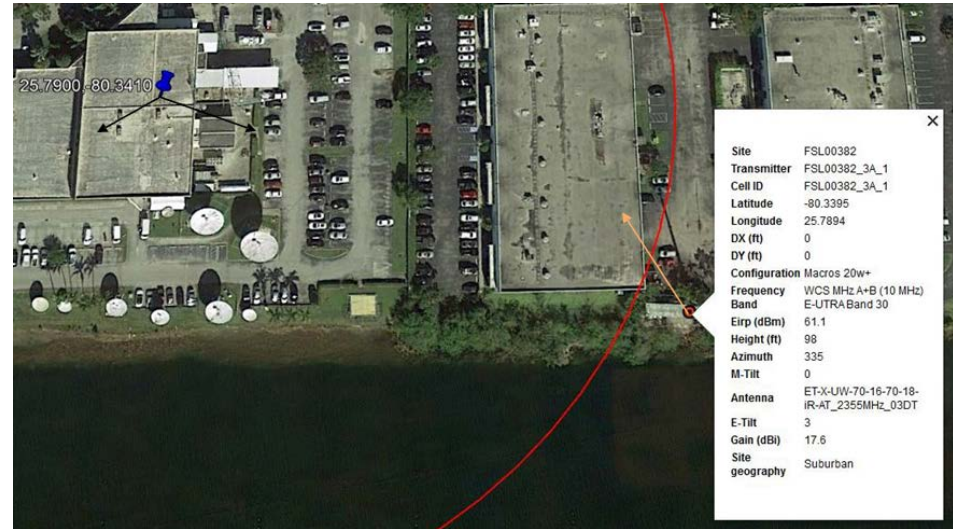 25.7900,-80.3410
Site FSL00382
Transmitter FSL00382_3A_1
Cell ID FSL00382_3A_1
Latitude -80.3395
Longitude 25.7894
DX (ft) 0
DY (ft) 0
Configuration Macros 20w+
Frequency WCS MHz A+B (10 MHz)
Band E-UTRA Band 30
Eirp (dBm) 61.1
Height (ft) 98
Azimuth 335
M-Tilt 0
Antenna ET-X-UW-70-16-70-18-
iR-AT_2355MHz_03DT
E-Tilt 3
Gain (dBi) 17.6
Site
geography Suburban